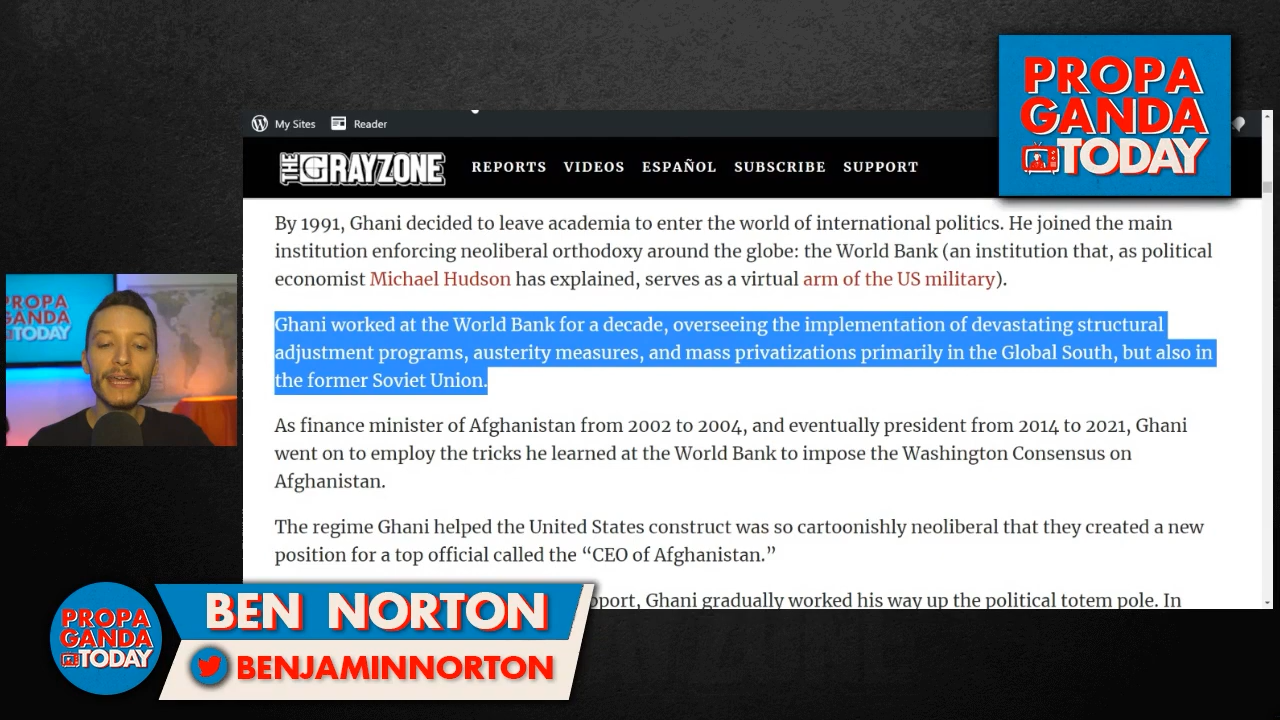 PROPA
GANDA
TODAY
My Sites Reader
THE GRAYZONE REPORTS VIDEOS ESPAÑOL SUBSCRIBE SUPPORT
By 1991, Ghani decided to leave academia to enter the world of international politics. He joined the main
institution enforcing neoliberal orthodoxy around the globe: the World Bank (an institution that, as political
economist Michael Hudson has explained, serves as a virtual arm of the US military).
Ghani worked at the World Bank for a decade, overseeing the implementation of devastating structural
adjustment programs, austerity measures, and mass privatizations primarily in the Global South, but also in
the former Soviet Union.
As finance minister of Afghanistan from 2002 to 2004, and eventually president from 2014 to 2021, Ghani
went on to employ the tricks he learned at the World Bank to impose the Washington Consensus on
Afghanistan.
The regime Ghani helped the United States construct was so cartoonishly neoliberal that they created a new
position for a top official called the “CEO of Afghanistan.”
Ghani gradually worked his way up the political totem pole. In
PROPA
GANDA
TODAY
PROPA
GANDA
TODAY
BEN NORTON
BENJAMINNORTON